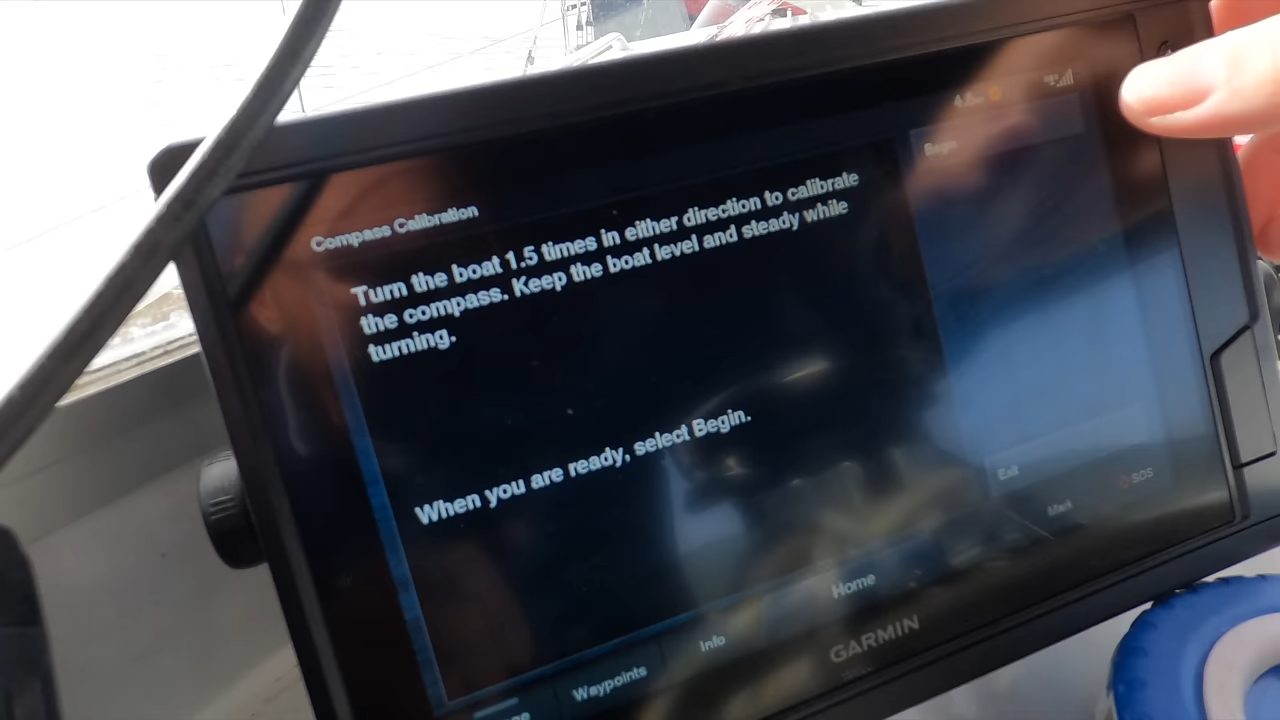 Compass Calibration
Turn the boat 1.5 times in either direction to calibrate
the compass. Keep the boat level and steady while
turning.
When you are ready, select Begin.
Begin
Exit
SOS
Mark
Home
Info
Waypoints
GARMIN